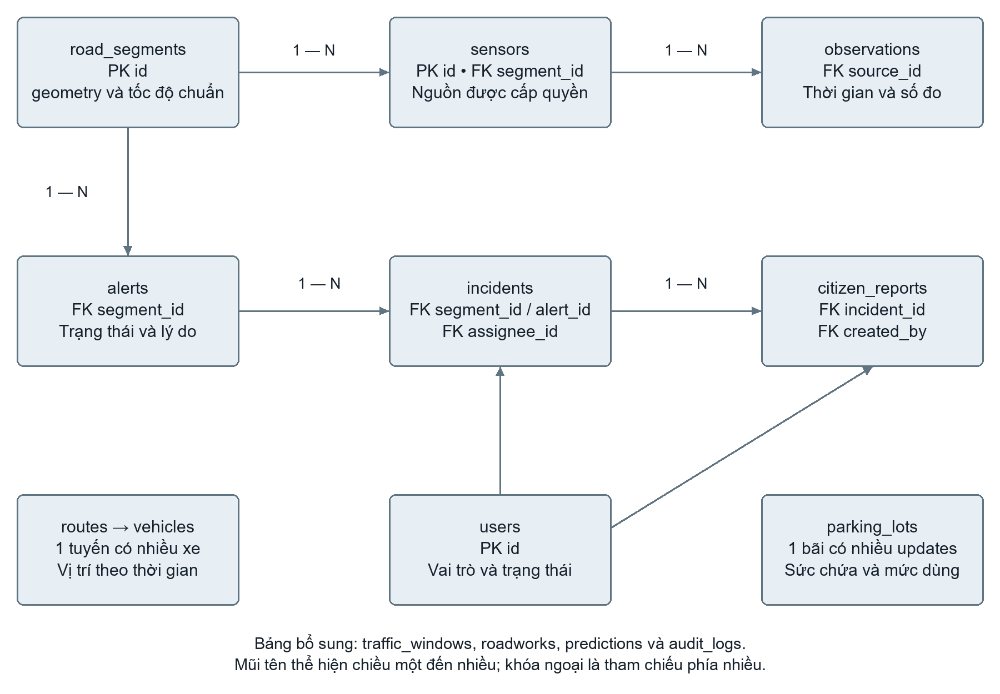 road_segments
PK id
geometry và tốc độ chuẩn
1 — N
sensors
PK id • FK segment_id
Nguồn được cấp quyền
1 — N
observations
FK source_id
Thời gian và số đo
1 — N
alerts
FK segment_id
Trạng thái và lý do
1 — N
incidents
FK segment_id / alert_id
FK assignee_id
1 — N
citizen_reports
FK incident_id
FK created_by
routes → vehicles
1 tuyến có nhiều xe
Vị trí theo thời gian
users
PK id
Vai trò và trạng thái
parking_lots
1 bãi có nhiều updates
Sức chứa và mức dùng
Bảng bổ sung: traffic_windows, roadworks, predictions và audit_logs.
Mũi tên thể hiện chiều một đến nhiều; khóa ngoại là tham chiếu phía nhiều.